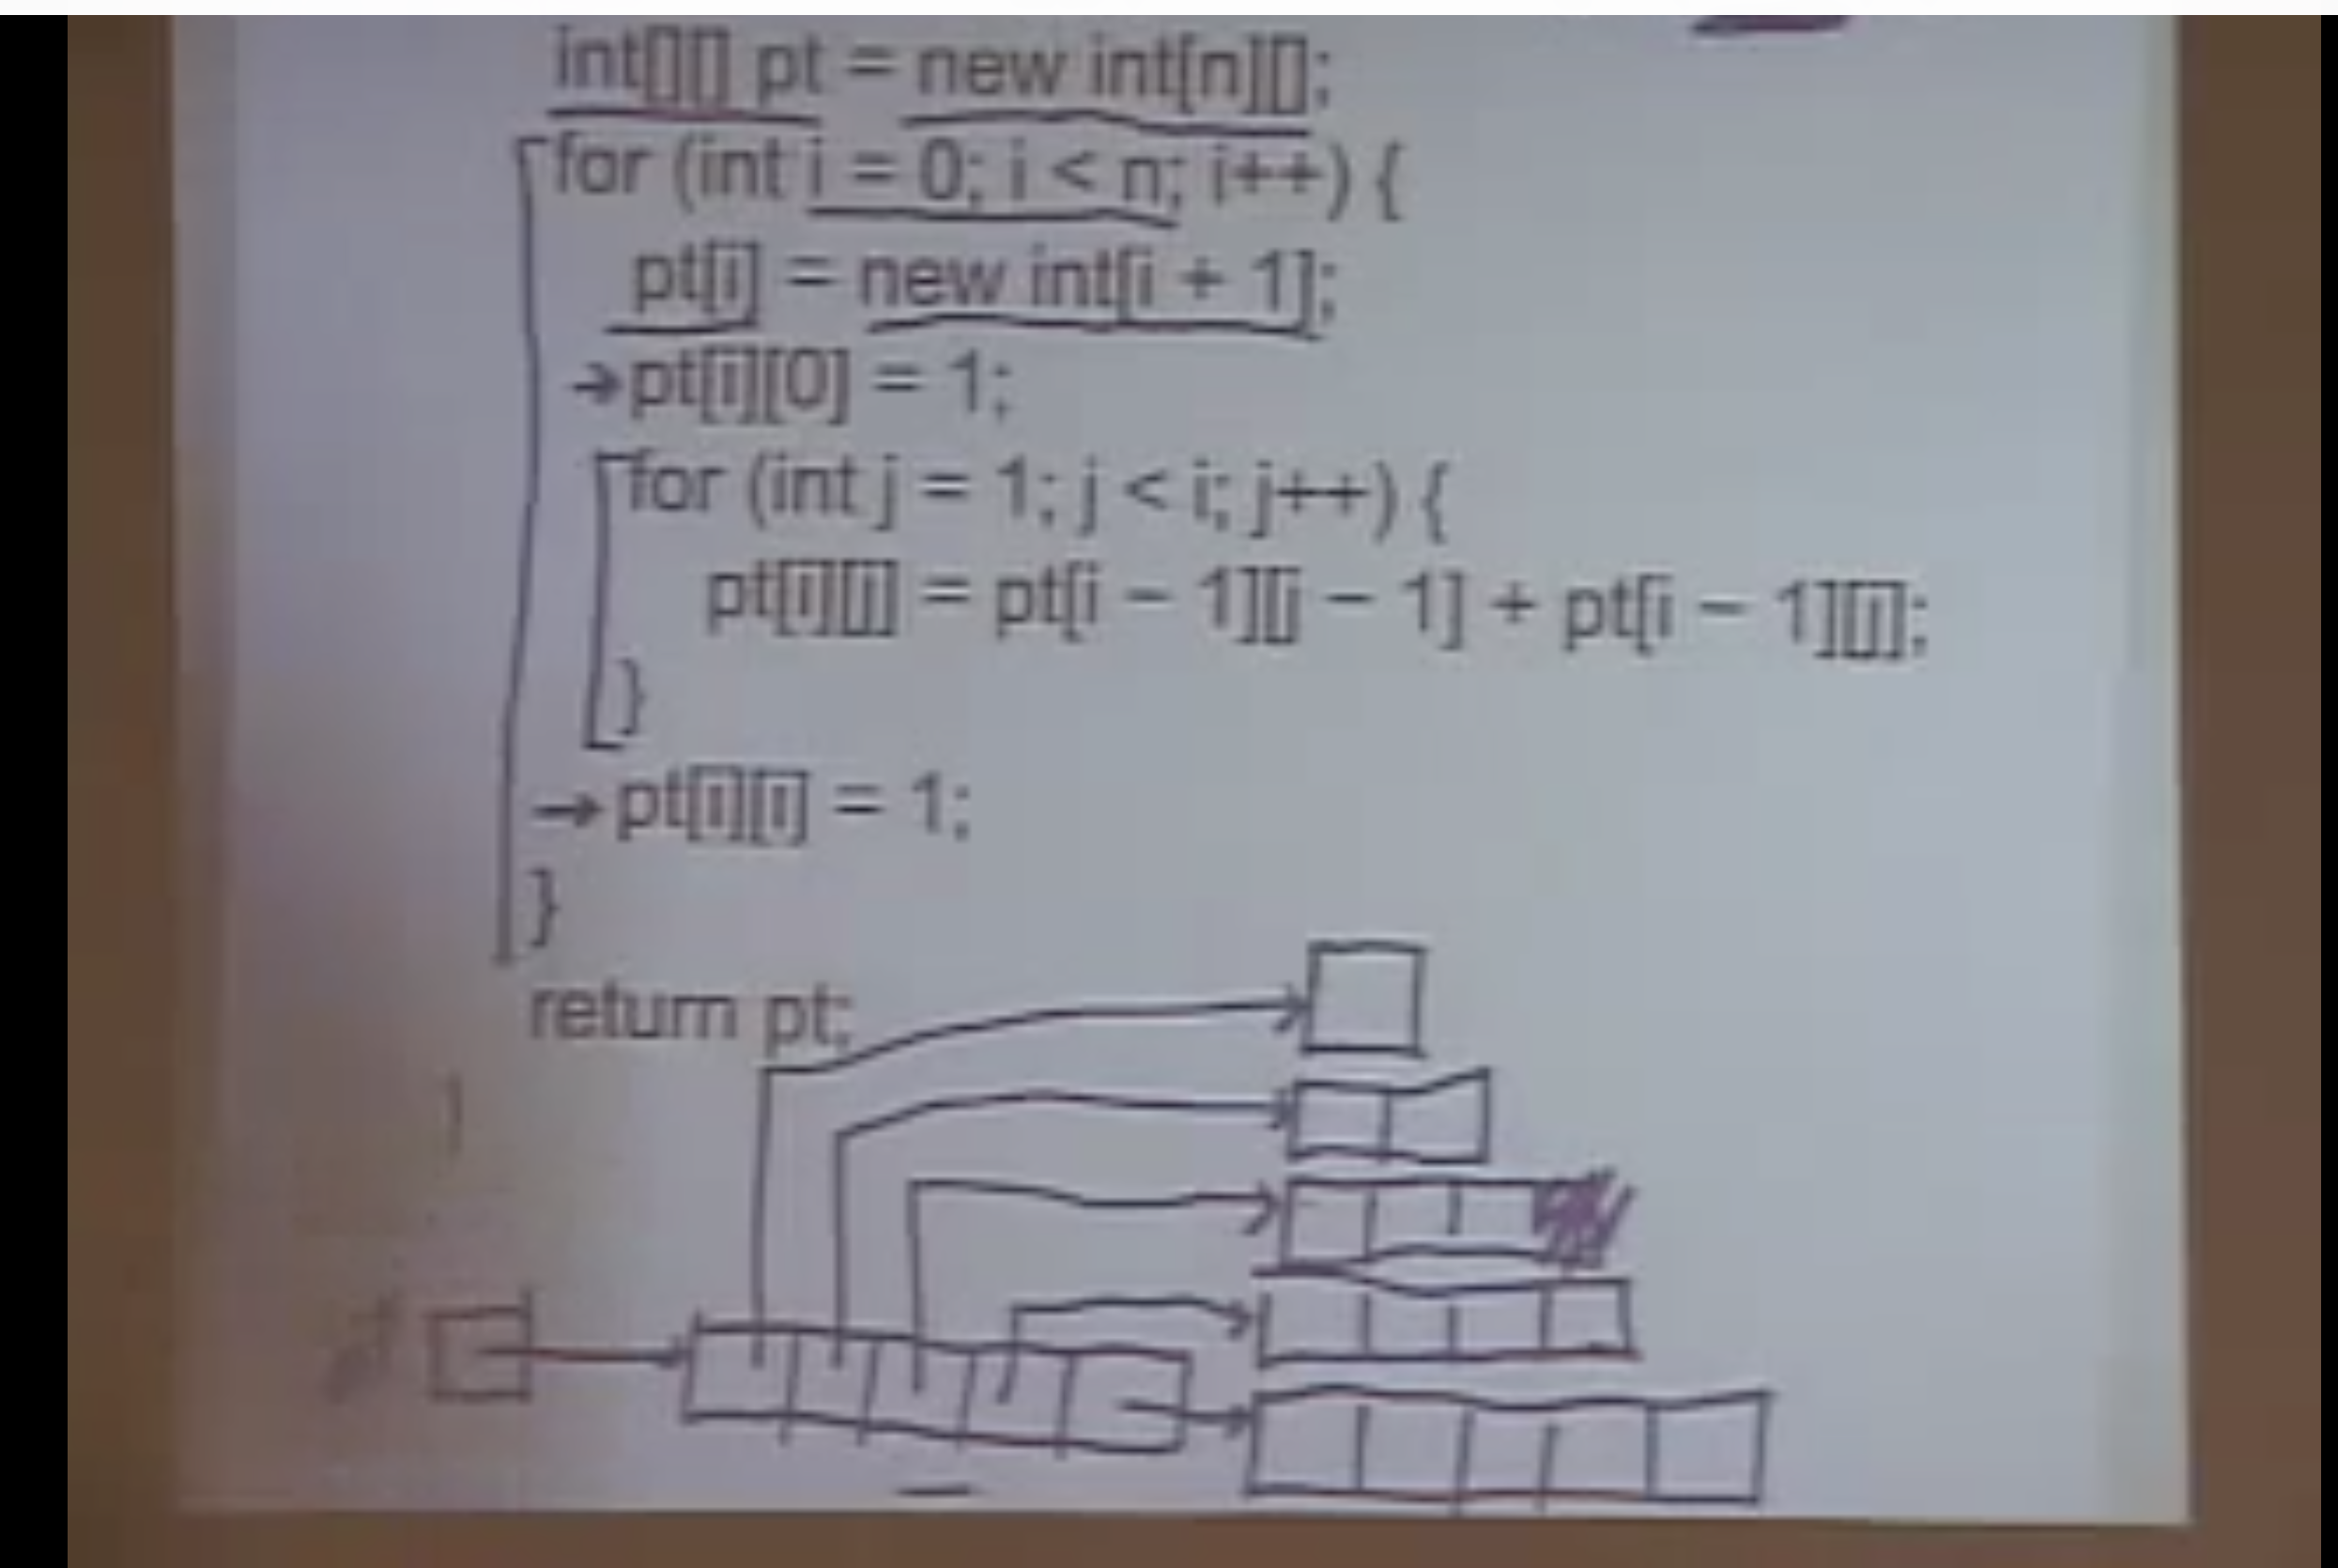 int[][] pt = new int[n][];
for (int i = 0; i < n; i++) {
pt[i] = new int[i + 1];
→pt[i][0] = 1;
for (int j = 1; j < i; j++) {
pt[i][j] = pt[i – 1][j – 1] + pt[i – 1][j];
}
→pt[i][i] = 1;
}
return pt;